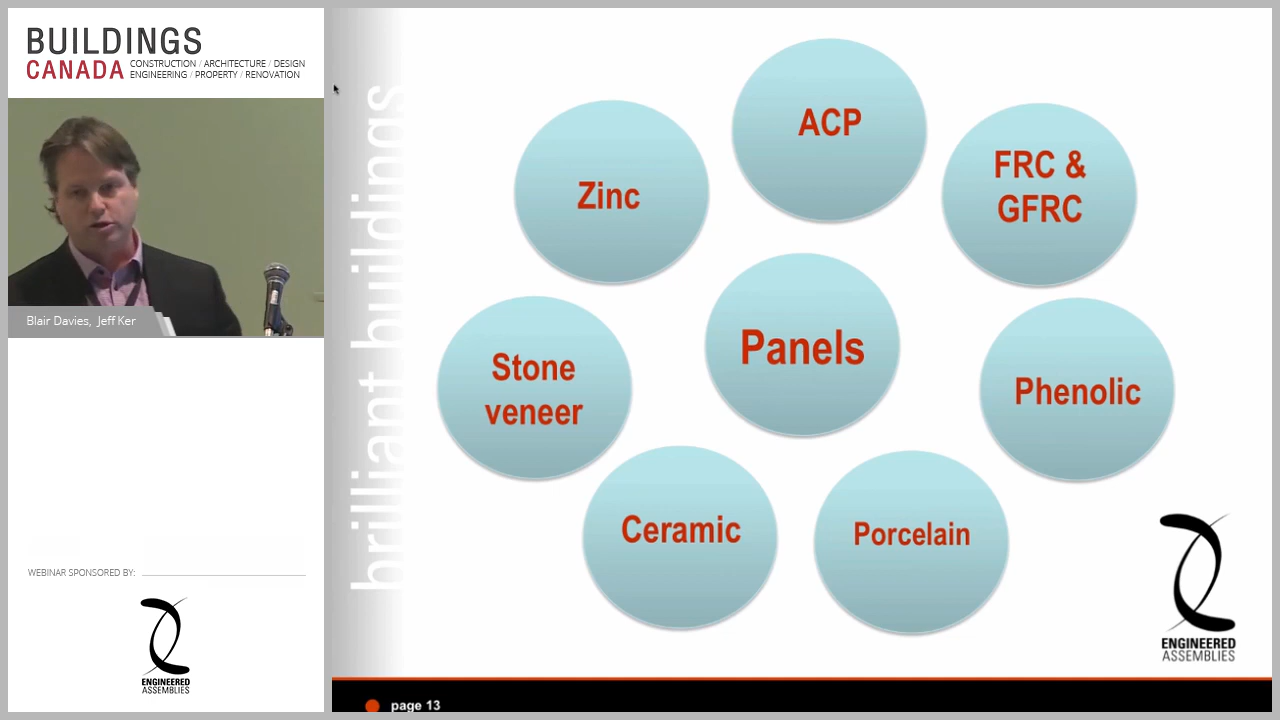 BUILDINGS
CANADA
CONSTRUCTION / ARCHITECTURE / DESIGN
ENGINEERING / PROPERTY / RENOVATION
Blair Davies, Jeff Ker
WEBINAR SPONSORED BY:
ENGINEERED
ASSEMBLIES
brilliant buildings
ACP
Zinc
FRC &
GFRC
Panels
Stone
veneer
Phenolic
Ceramic
Porcelain
ENGINEERED
ASSEMBLIES
page 13